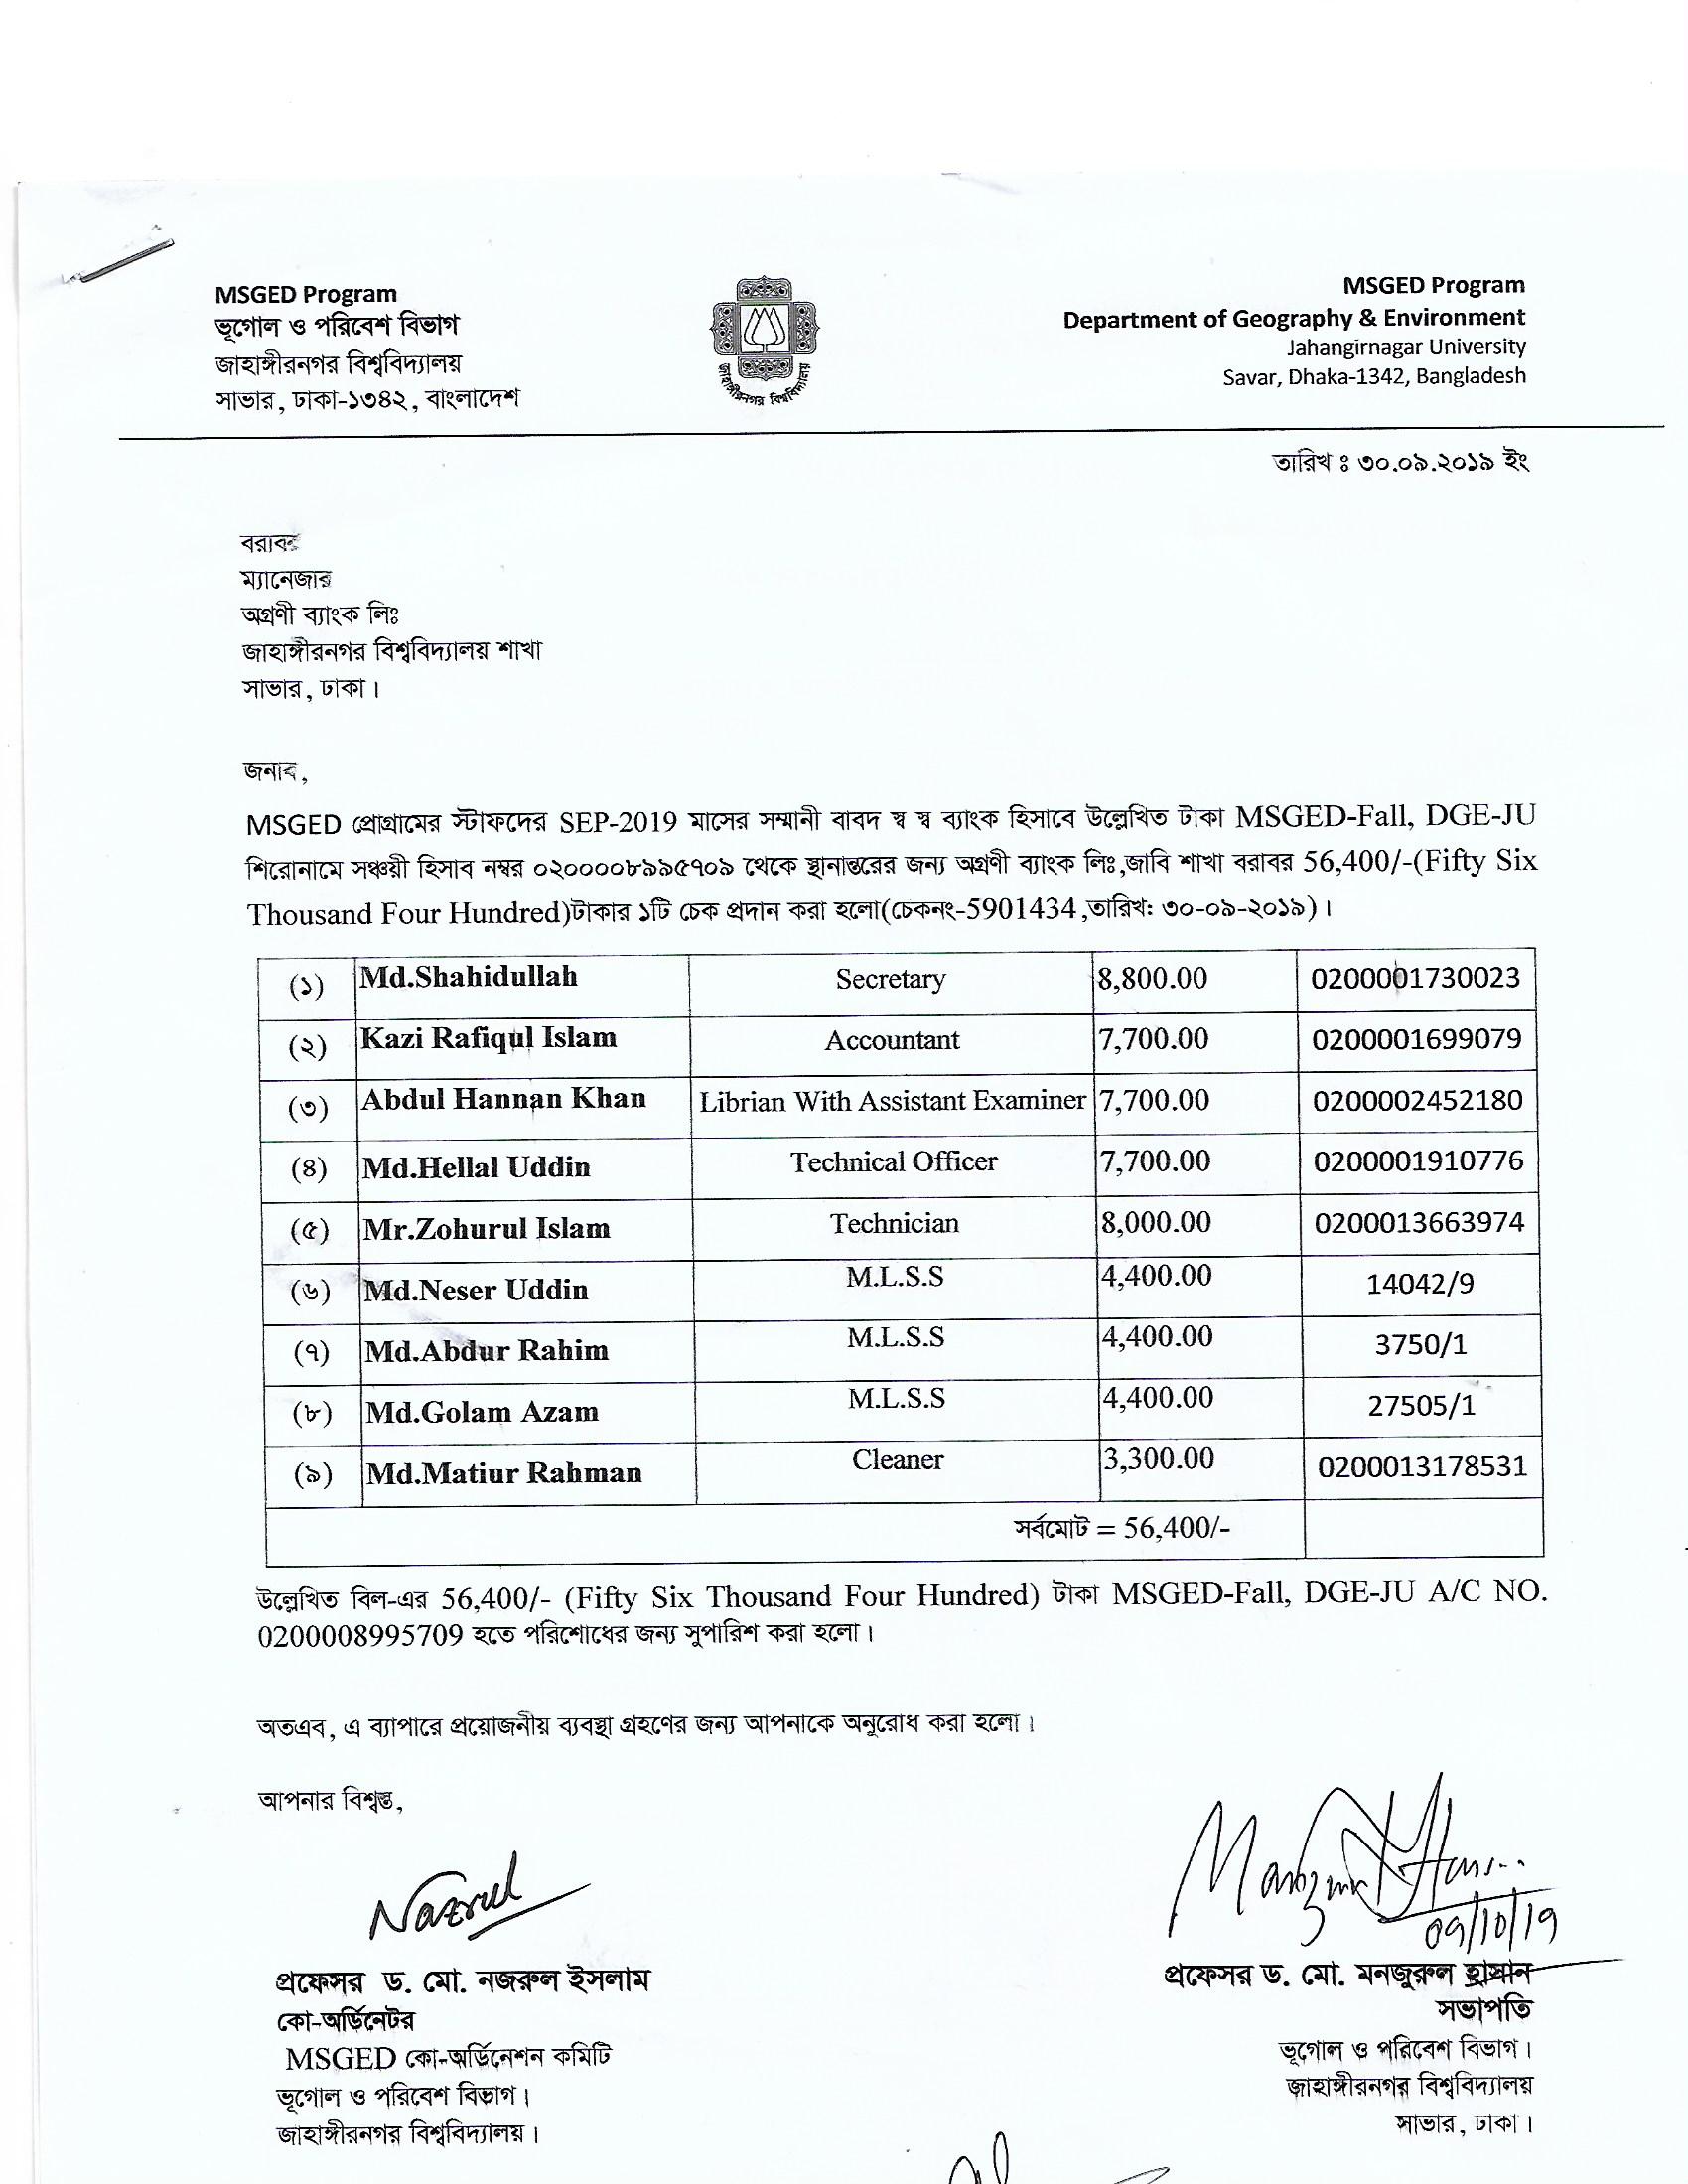 MSGED Program
ভূগোল ও পরিবেশ বিভাগ
জাহাঙ্গীরনগর বিশ্ববিদ্যালয়
সাভার, ঢাকা-১৩৪২, বাংলাদেশ
জাহাঙ্গীরনগর বিশ্ববিদ্যালয়
MSGED Program
Department of Geography & Environment
Jahangirnagar University
Savar, Dhaka-1342, Bangladesh
তারিখ ঃ ৩০.০৯.২০১৯ ইং
বরাবর
ম্যানেজার
অগ্রণী ব্যাংক লিঃ
জাহাঙ্গীরনগর বিশ্ববিদ্যালয় শাখা
সাভার, ঢাকা।
জনাব,
MSGED প্রোগ্রামের স্টাফদের SEP-2019 মাসের সম্মানী বাবদ স্ব স্ব ব্যাংক হিসাবে উল্লেখিত টাকা MSGED-Fall, DGE-JU
শিরোনামে সঞ্চয়ী হিসাব নম্বর ০২০০০০৮৯৯৫৭০৯ থেকে স্থানান্তরের জন্য অগ্রণী ব্যাংক লিঃ,জাবি শাখা বরাবর 56,400/-(Fifty Six
Thousand Four Hundred)টাকার ১টি চেক প্রদান করা হলো(চেকনং-5901434,তারিখ: ৩০-০৯-২০১৯)।
(১) Md.Shahidullah Secretary 8,800.00 0200001730023
(২) Kazi Rafiqul Islam Accountant 7,700.00 0200001699079
(৩) Abdul Hannan Khan Librian With Assistant Examiner 7,700.00 0200002452180
(৪) Md.Hellal Uddin Technical Officer 7,700.00 0200001910776
(৫) Mr.Zohurul Islam Technician 8,000.00 0200013663974
(৬) Md.Neser Uddin M.L.S.S 4,400.00 14042/9
(৭) Md.Abdur Rahim M.L.S.S 4,400.00 3750/1
(৮) Md.Golam Azam M.L.S.S 4,400.00 27505/1
(৯) Md.Matiur Rahman Cleaner 3,300.00 0200013178531
সর্বমোট = 56,400/-
উল্লেখিত বিল-এর 56,400/- (Fifty Six Thousand Four Hundred) টাকা MSGED-Fall, DGE-JU A/C NO.
0200008995709 হতে পরিশোধের জন্য সুপারিশ করা হলো।
অতএব, এ ব্যাপারে প্রয়োজনীয় ব্যবস্থা গ্রহণের জন্য আপনাকে অনুরোধ করা হলো।
আপনার বিশ্বস্ত,
Nazrul
প্রফেসর ড. মো. নজরুল ইসলাম
কো-অর্ডিনেটর
MSGED কো-অর্ডিনেশন কমিটি
ভূগোল ও পরিবেশ বিভাগ।
জাহাঙ্গীরনগর বিশ্ববিদ্যালয়।
09/10/19
প্রফেসর ড. মো. মনজুরুল হাসান
সভাপতি
ভূগোল ও পরিবেশ বিভাগ।
জাহাঙ্গীরনগর বিশ্ববিদ্যালয়
সাভার, ঢাকা।